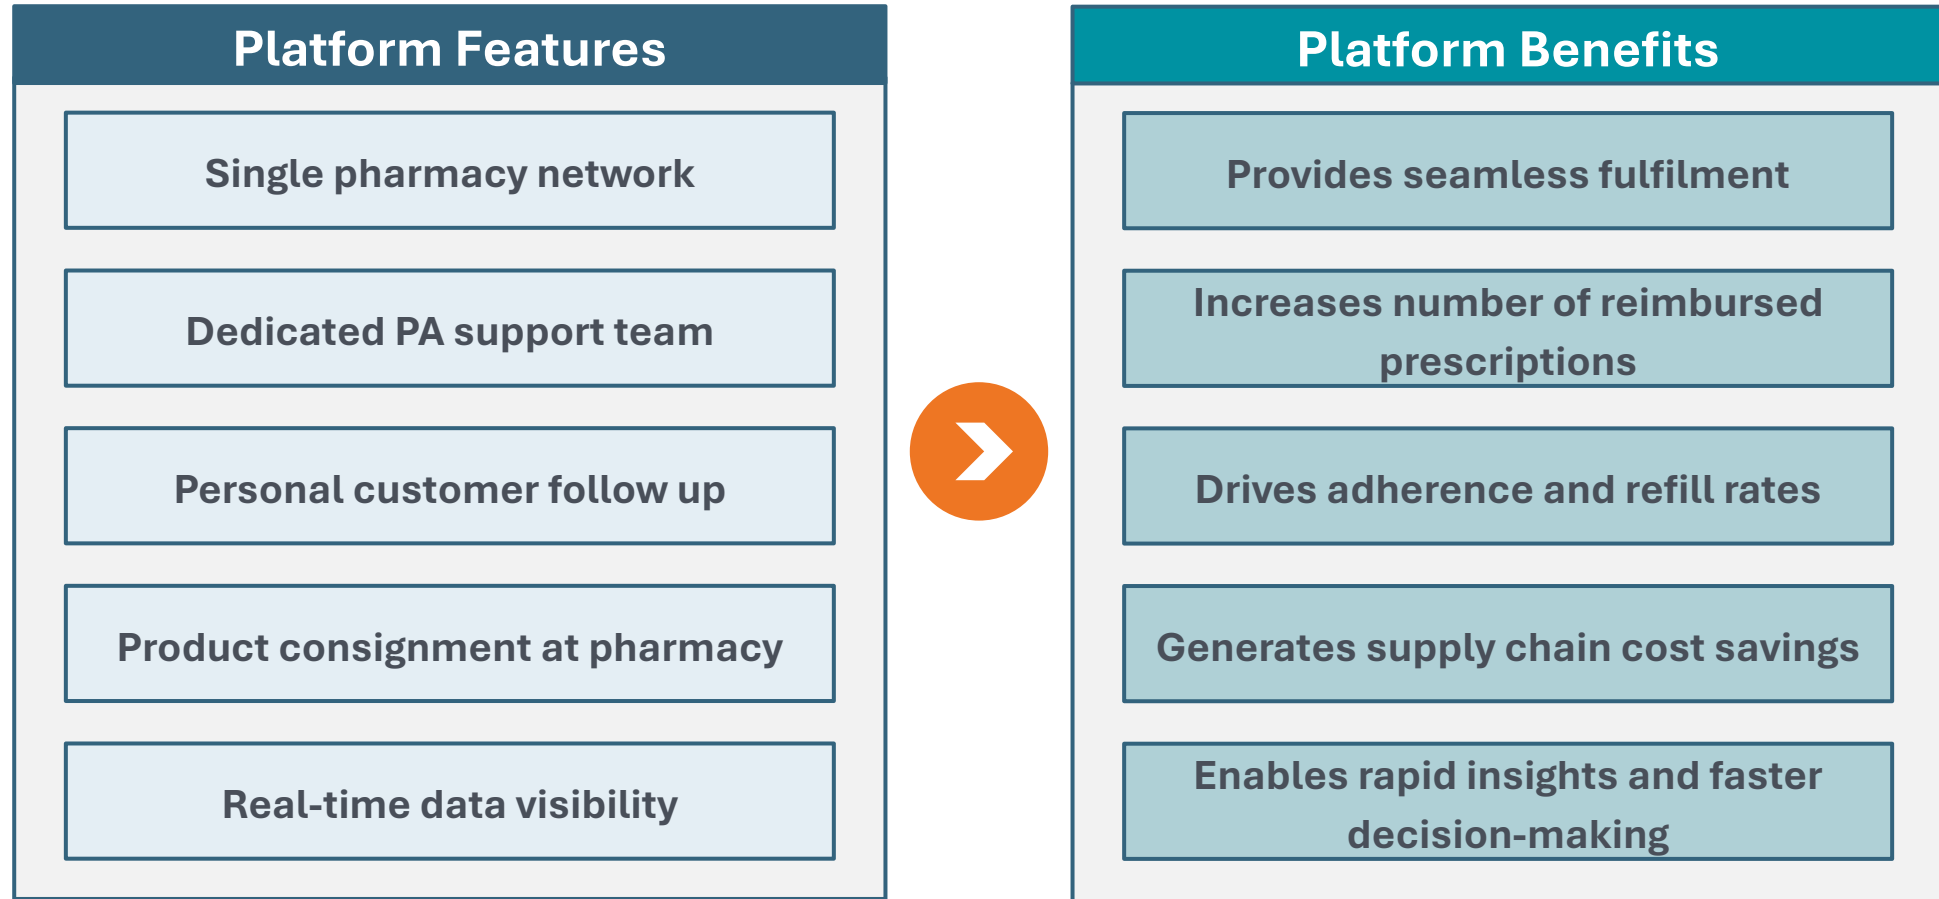 Platform Features
Single pharmacy network
Dedicated PA support team
Personal customer follow up
Product consignment at pharmacy
Real-time data visibility
Platform Benefits
Provides seamless fulfilment
Increases number of reimbursed
prescriptions
Drives adherence and refill rates
Generates supply chain cost savings
Enables rapid insights and faster
decision-making